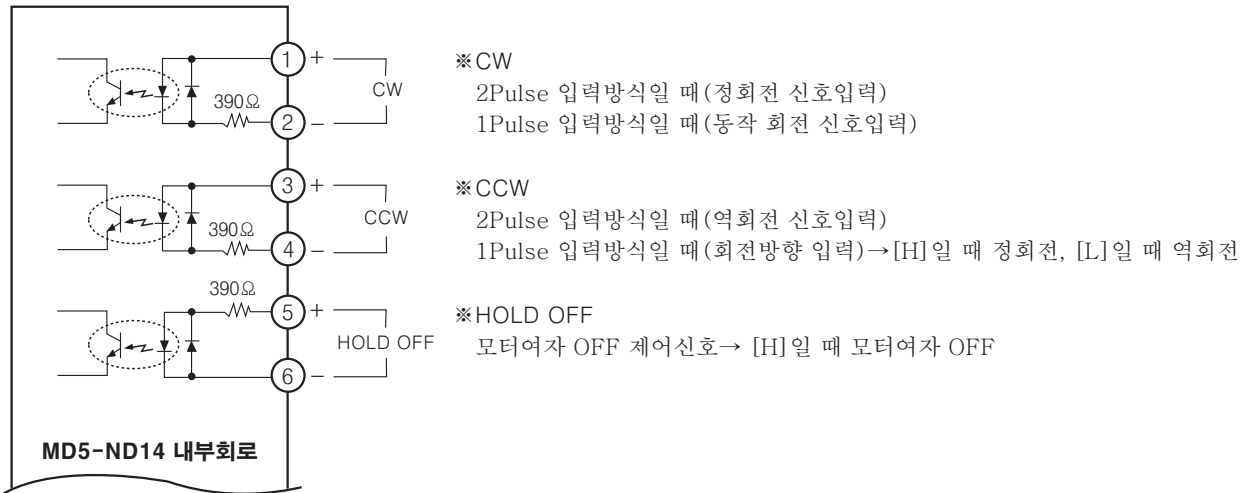 ① + CW
390Ω
② −
※CW
2Pulse 입력방식일 때(정회전 신호입력)
1Pulse 입력방식일 때(동작 회전 신호입력)
③ + CCW
390Ω
④ −
※CCW
2Pulse 입력방식일 때(역회전 신호입력)
1Pulse 입력방식일 때(회전방향 입력)→[H]일 때 정회전, [L]일 때 역회전
390Ω
⑤ + HOLD OFF
⑥ −
※HOLD OFF
모터여자 OFF 제어신호→ [H]일 때 모터여자 OFF
MD5-ND14 내부회로